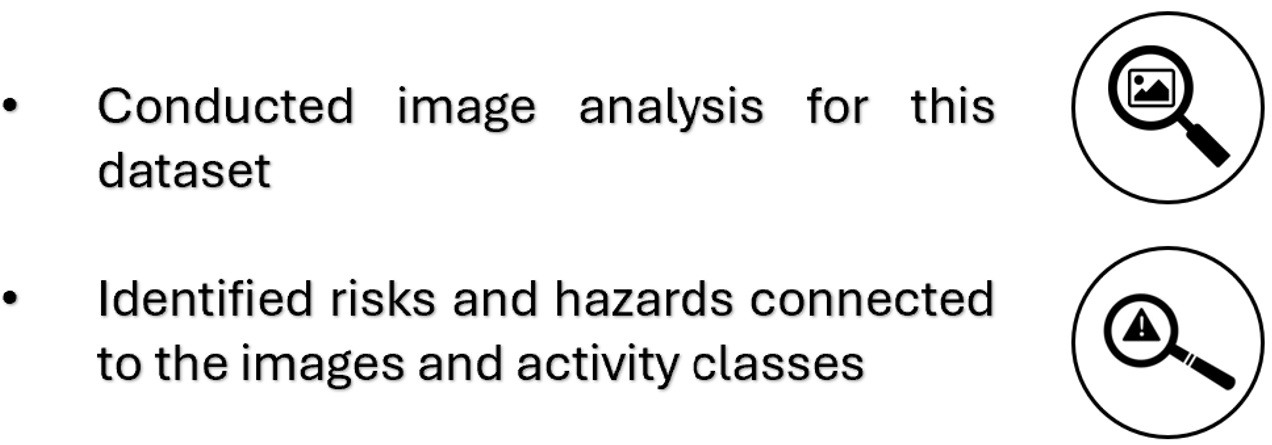 • Conducted image analysis for this
dataset
• Identified risks and hazards connected
to the images and activity classes